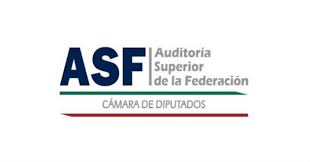 ASF
Auditoría
Superior
de la Federación
CÁMARA DE DIPUTADOS